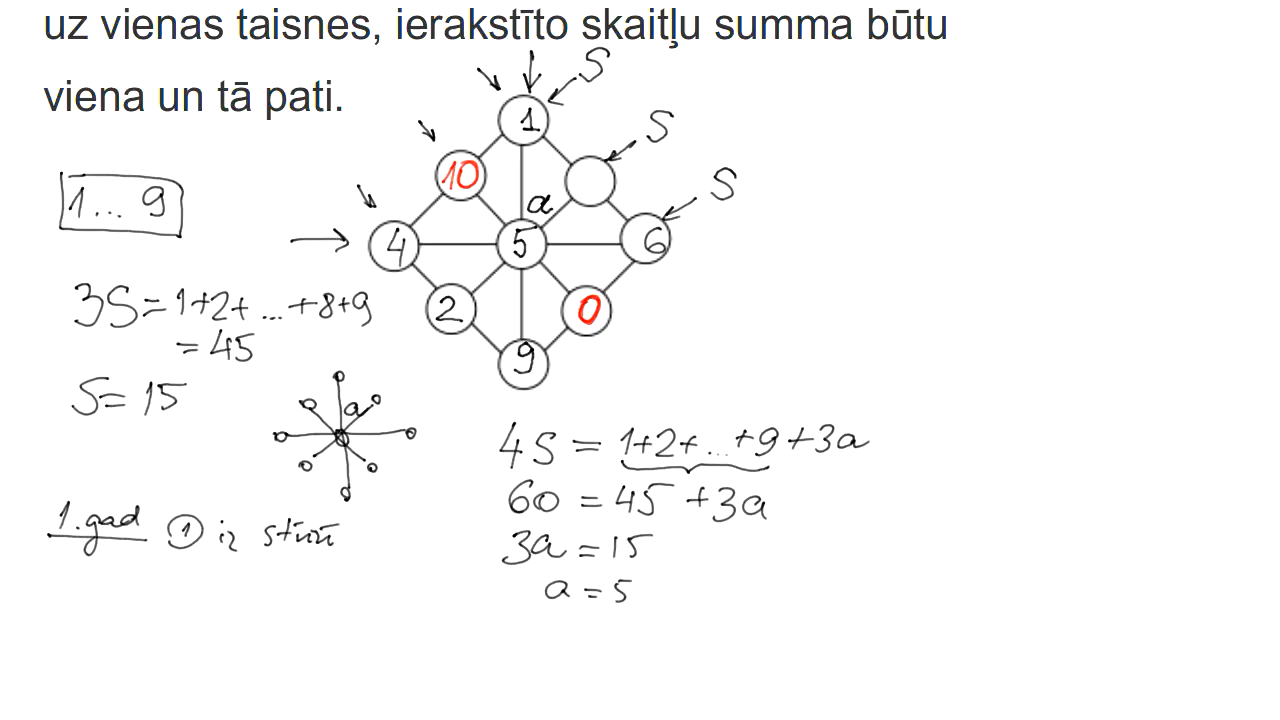 uz vienas taisnes, ierakstīto skaitļu summa būtu
viena un tā pati.
S
S
S
1
10
a
4
5
6
2
0
9
1 ... 9
3S = 1+2+ ... +8+9
= 45
S = 15
a
1. gad ① ir stūrī
4S = 1+2+ ... +9+3a
60 = 45 + 3a
3a = 15
a = 5